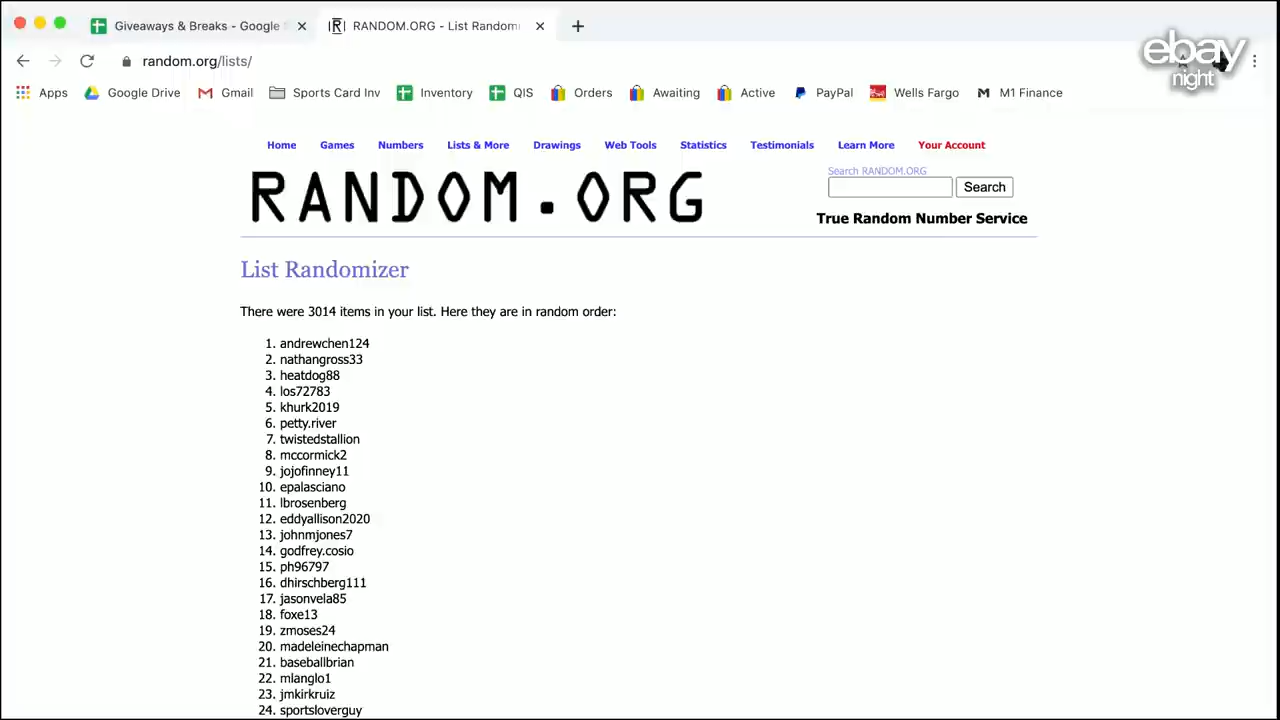 Giveaways & Breaks - Google
RANDOM.ORG - List Random
random.org/lists/
ebay
night
Apps Google Drive Gmail Sports Card Inv Inventory QIS Orders Awaiting Active PayPal Wells Fargo M1 Finance
Home Games Numbers Lists & More Drawings Web Tools Statistics Testimonials Learn More Your Account
Search RANDOM.ORG
RANDOM.ORG
Search
True Random Number Service
List Randomizer
There were 3014 items in your list. Here they are in random order:
1. andrewchen124
2. nathangross33
3. heatdog88
4. los72783
5. khurk2019
6. petty.river
7. twistedstallion
8. mccormick2
9. jojofinney11
10. epalasciano
11. lbrosenberg
12. eddyallison2020
13. johnmjones7
14. godfrey.cosio
15. ph96797
16. dhirschberg111
17. jasonvela85
18. foxe13
19. zmoses24
20. madeleinechapman
21. baseballbrian
22. mlanglo1
23. jmkirkruiz
24. sportsloverguy